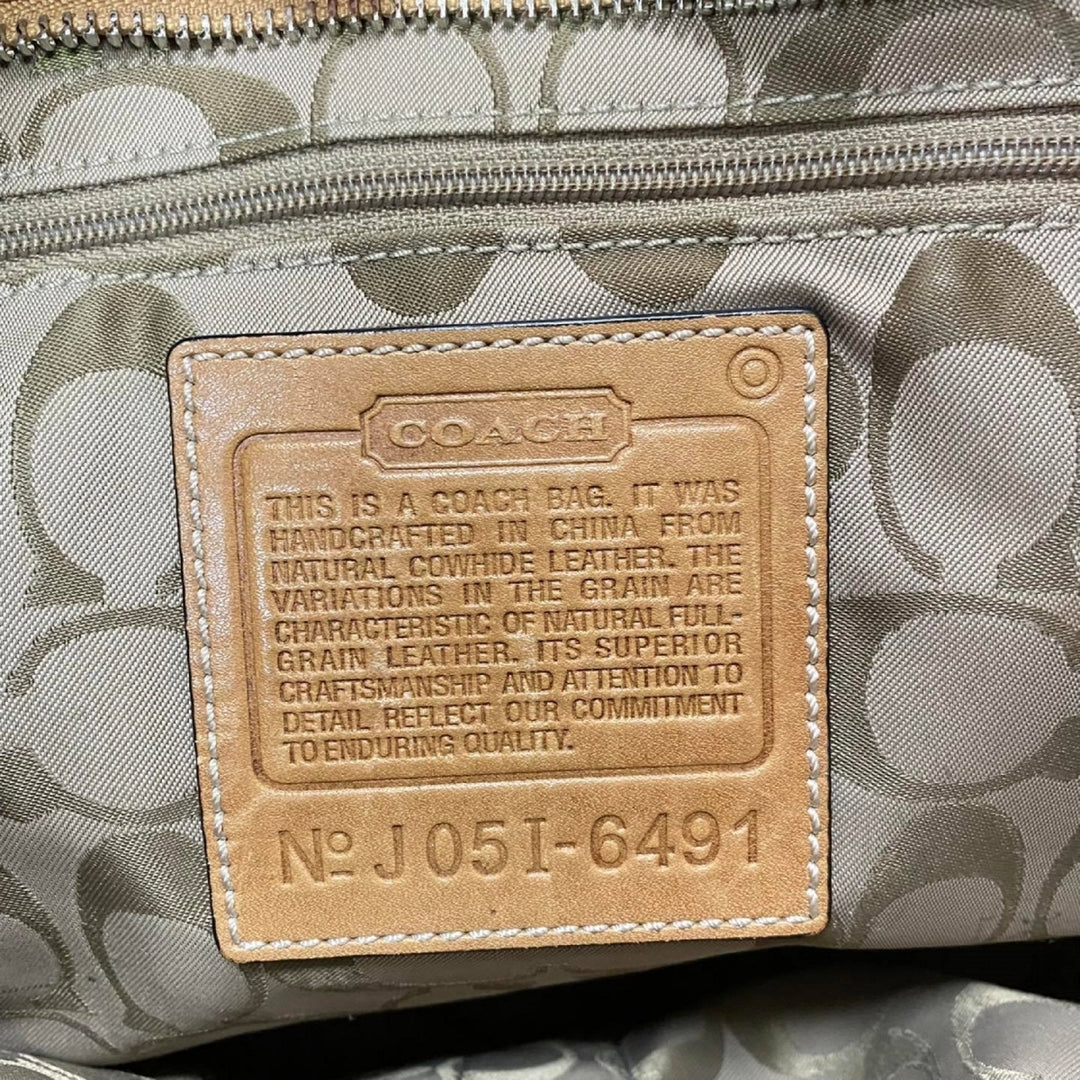 COACH
THIS IS A COACH BAG. IT WAS
HANDCRAFTED IN CHINA FROM
NATURAL COWHIDE LEATHER. THE
VARIATIONS IN THE GRAIN ARE
CHARACTERISTIC OF NATURAL FULL-
GRAIN LEATHER. ITS SUPERIOR
CRAFTSMANSHIP AND ATTENTION TO
DETAIL REFLECT OUR COMMITMENT
TO ENDURING QUALITY.
Nº J05I-6491